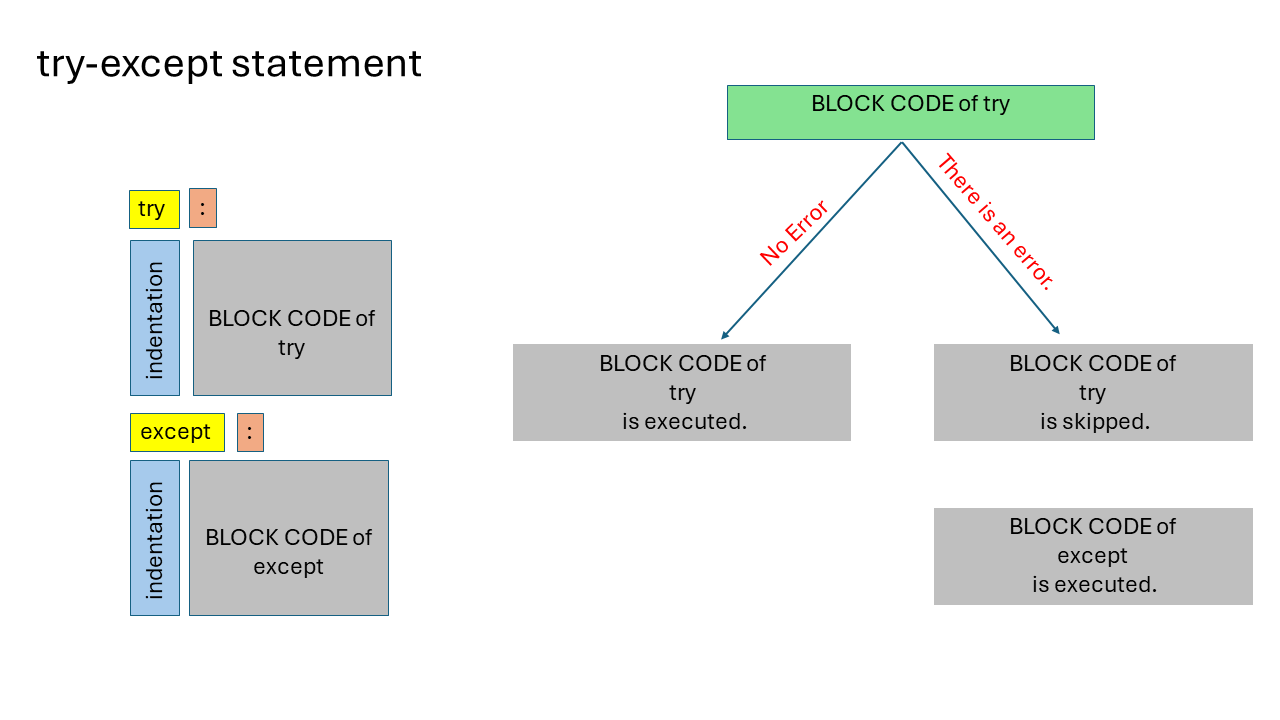 try-except statement
try :
indentation
BLOCK CODE of
try
except :
indentation
BLOCK CODE of
except
BLOCK CODE of try
No Error
There is an error.
BLOCK CODE of
try
is executed.
BLOCK CODE of
try
is skipped.
BLOCK CODE of
except
is executed.